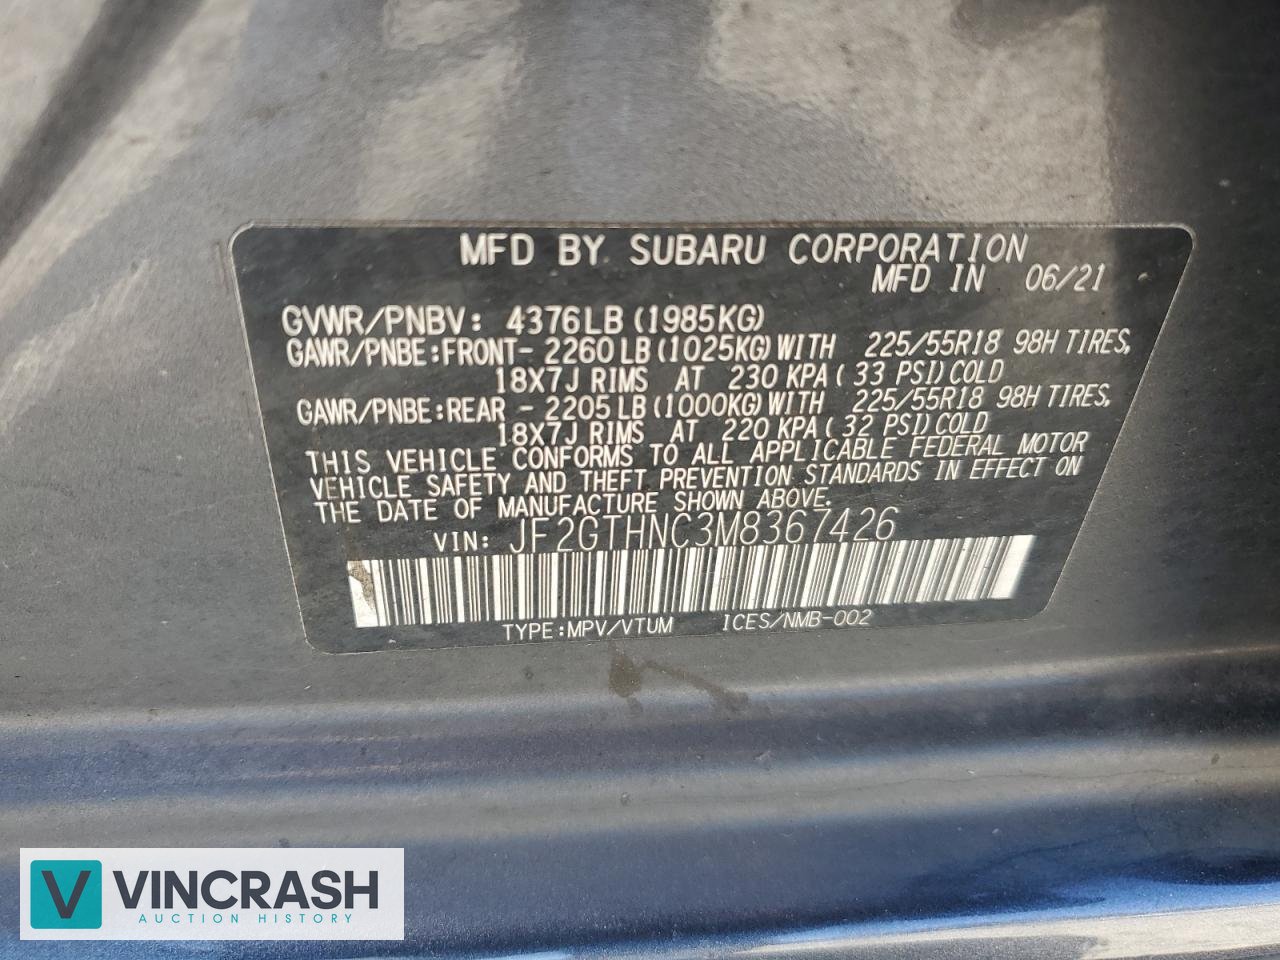 MFD BY SUBARU CORPORATION
MFD IN 06/21
GVWR/PNBV: 4376LB (1985KG)
GAWR/PNBE:FRONT- 2260LB (1025KG) WITH 225/55R18 98H TIRES,
18X7J RIMS AT 230 KPA ( 33 PSI) COLD
GAWR/PNBE:REAR - 2205LB (1000KG) WITH 225/55R18 98H TIRES,
18X7J RIMS AT 220 KPA ( 32 PSI) COLD
THIS VEHICLE CONFORMS TO ALL APPLICABLE FEDERAL MOTOR
VEHICLE SAFETY AND THEFT PREVENTION STANDARDS IN EFFECT ON
THE DATE OF MANUFACTURE SHOWN ABOVE.
VIN: JF2GTHNC3M8367426
TYPE:MPV/VTUM ICES/NMB-002
V VINCRASH
AUCTION HISTORY